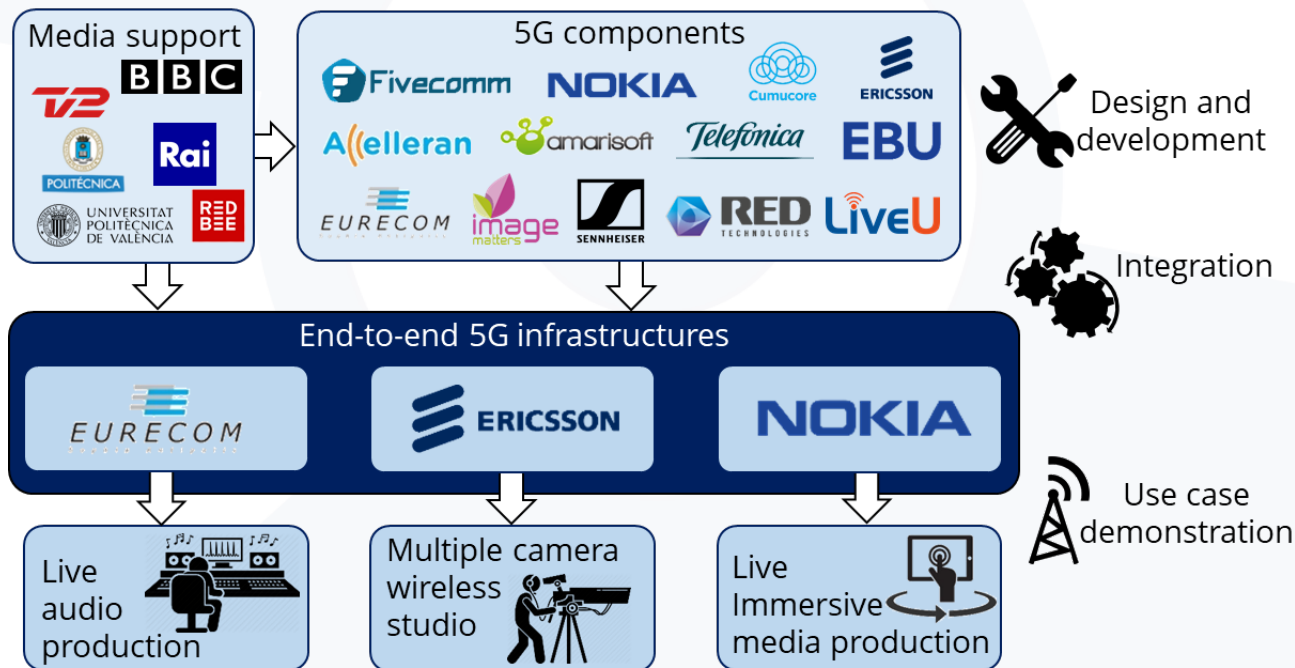 Media support
BBC
TV2
POLITÉCNICA
Rai
UNIVERSITAT
POLITÈCNICA
DE VALÈNCIA
RED
BEE
5G components
Fivecomm
NOKIA
Cumucore
ERICSSON
Accelleran
amarisoft
Telefónica
EBU
EURECOM
image
matters
SENNHEISER
RED
TECHNOLOGIES
LiveU
Design and
development
Integration
End-to-end 5G infrastructures
EURECOM
ERICSSON
NOKIA
Use case
demonstration
Live
audio
production
Multiple camera
wireless
studio
Live
Immersive
media production